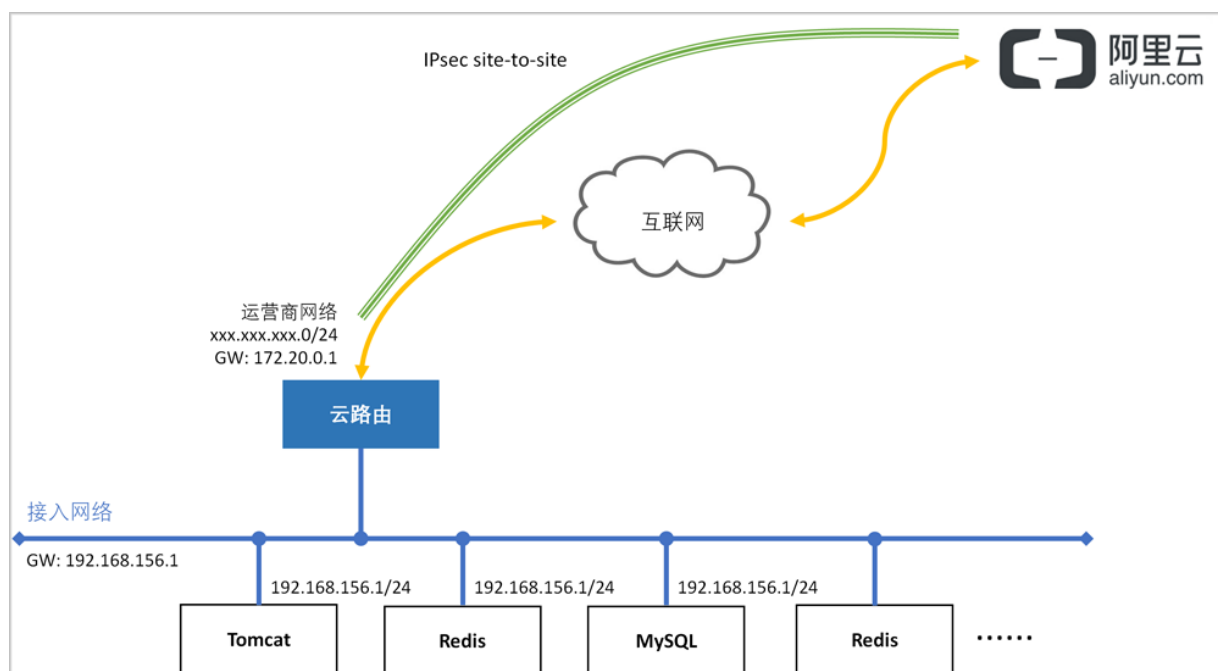 IPsec site-to-site
阿里云
aliyun.com
互联网
运营商网络
xxx.xxx.xxx.0/24
GW: 172.20.0.1
云路由
接入网络
GW: 192.168.156.1
192.168.156.1/24
192.168.156.1/24
192.168.156.1/24
Tomcat
Redis
MySQL
Redis
······